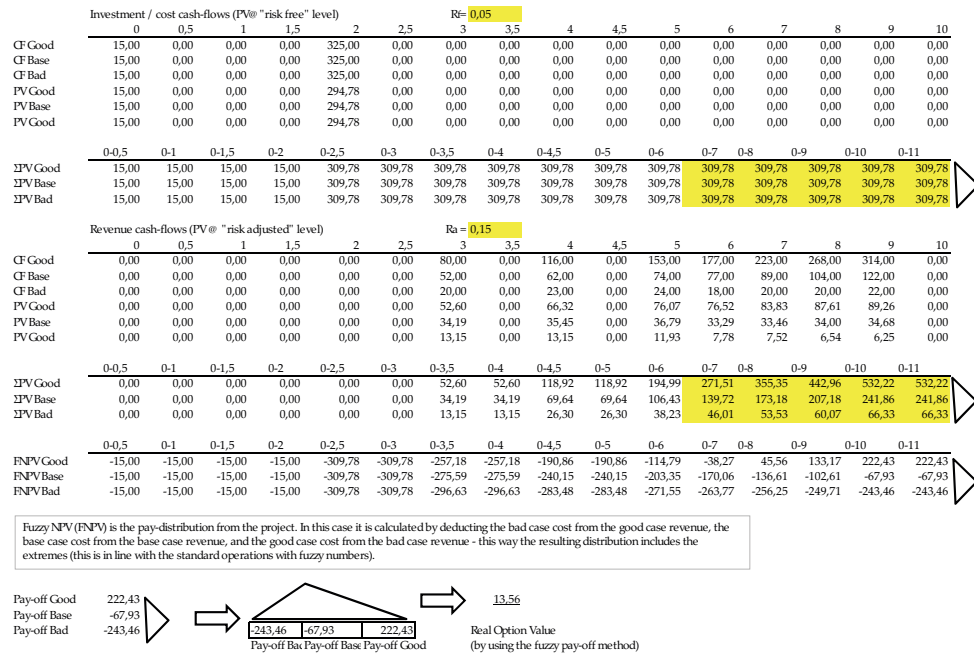 Investment / cost cash-flows (PV@ "risk free" level) Rf= 0,05
0 0,5 1 1,5 2 2,5 3 3,5 4 4,5 5 6 7 8 9 10
CF Good 15,00 0,00 0,00 0,00 325,00 0,00 0,00 0,00 0,00 0,00 0,00 0,00 0,00 0,00 0,00 0,00
CF Base 15,00 0,00 0,00 0,00 325,00 0,00 0,00 0,00 0,00 0,00 0,00 0,00 0,00 0,00 0,00 0,00
CF Bad 15,00 0,00 0,00 0,00 325,00 0,00 0,00 0,00 0,00 0,00 0,00 0,00 0,00 0,00 0,00 0,00
PV Good 15,00 0,00 0,00 0,00 294,78 0,00 0,00 0,00 0,00 0,00 0,00 0,00 0,00 0,00 0,00 0,00
PV Base 15,00 0,00 0,00 0,00 294,78 0,00 0,00 0,00 0,00 0,00 0,00 0,00 0,00 0,00 0,00 0,00
PV Good 15,00 0,00 0,00 0,00 294,78 0,00 0,00 0,00 0,00 0,00 0,00 0,00 0,00 0,00 0,00 0,00
0-0,5 0-1 0-1,5 0-2 0-2,5 0-3 0-3,5 0-4 0-4,5 0-5 0-6 0-7 0-8 0-9 0-10 0-11
ΣPV Good 15,00 15,00 15,00 15,00 309,78 309,78 309,78 309,78 309,78 309,78 309,78 309,78 309,78 309,78 309,78 309,78
ΣPV Base 15,00 15,00 15,00 15,00 309,78 309,78 309,78 309,78 309,78 309,78 309,78 309,78 309,78 309,78 309,78 309,78
ΣPV Bad 15,00 15,00 15,00 15,00 309,78 309,78 309,78 309,78 309,78 309,78 309,78 309,78 309,78 309,78 309,78 309,78
Revenue cash-flows (PV @ "risk adjusted" level) Ra = 0,15
0 0,5 1 1,5 2 2,5 3 3,5 4 4,5 5 6 7 8 9 10
CF Good 0,00 0,00 0,00 0,00 0,00 0,00 80,00 0,00 116,00 0,00 153,00 177,00 223,00 268,00 314,00 0,00
CF Base 0,00 0,00 0,00 0,00 0,00 0,00 52,00 0,00 62,00 0,00 74,00 77,00 89,00 104,00 122,00 0,00
CF Bad 0,00 0,00 0,00 0,00 0,00 0,00 20,00 0,00 23,00 0,00 24,00 18,00 20,00 20,00 22,00 0,00
PV Good 0,00 0,00 0,00 0,00 0,00 0,00 52,60 0,00 66,32 0,00 76,07 76,52 83,83 87,61 89,26 0,00
PV Base 0,00 0,00 0,00 0,00 0,00 0,00 34,19 0,00 35,45 0,00 36,79 33,29 33,46 34,00 34,68 0,00
PV Good 0,00 0,00 0,00 0,00 0,00 0,00 13,15 0,00 13,15 0,00 11,93 7,78 7,52 6,54 6,25 0,00
0-0,5 0-1 0-1,5 0-2 0-2,5 0-3 0-3,5 0-4 0-4,5 0-5 0-6 0-7 0-8 0-9 0-10 0-11
ΣPV Good 0,00 0,00 0,00 0,00 0,00 0,00 52,60 52,60 118,92 118,92 194,99 271,51 355,35 442,96 532,22 532,22
ΣPV Base 0,00 0,00 0,00 0,00 0,00 0,00 34,19 34,19 69,64 69,64 106,43 139,72 173,18 207,18 241,86 241,86
ΣPV Bad 0,00 0,00 0,00 0,00 0,00 0,00 13,15 13,15 26,30 26,30 38,23 46,01 53,53 60,07 66,33 66,33
0-0,5 0-1 0-1,5 0-2 0-2,5 0-3 0-3,5 0-4 0-4,5 0-5 0-6 0-7 0-8 0-9 0-10 0-11
FNPV Good -15,00 -15,00 -15,00 -15,00 -309,78 -309,78 -257,18 -257,18 -190,86 -190,86 -114,79 -38,27 45,56 133,17 222,43 222,43
FNPV Base -15,00 -15,00 -15,00 -15,00 -309,78 -309,78 -275,59 -275,59 -240,15 -240,15 -203,35 -170,06 -136,61 -102,61 -67,93 -67,93
FNPV Bad -15,00 -15,00 -15,00 -15,00 -309,78 -309,78 -296,63 -296,63 -283,48 -283,48 -271,55 -263,77 -256,25 -249,71 -243,46 -243,46
Fuzzy NPV (FNPV) is the pay-distribution from the project. In this case it is calculated by deducting the bad case cost from the good case revenue, the
base case cost from the base case revenue, and the good case cost from the bad case revenue - this way the resulting distribution includes the
extremes (this is in line with the standard operations with fuzzy numbers).
Pay-off Good 222,43 13,56
Pay-off Base -67,93
Pay-off Bad -243,46 -243,46 -67,93 222,43 Real Option Value
Pay-off Bad Pay-off Base Pay-off Good (by using the fuzzy pay-off method)